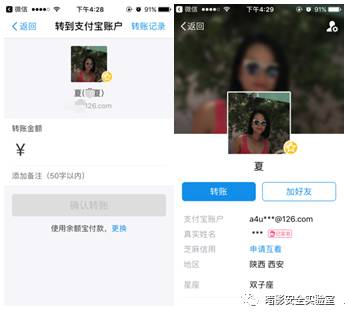 微信 下午4:28 91%
返回 转到支付宝账户 转账记录
夏( 夏)
126.com
转账金额
¥
添加备注（50字以内）
确认转账
使用余额宝付款，更换
微信 下午4:29 91%
返回
夏
转账 加好友
支付宝账户 a4u***@126.com
真实姓名 ***
芝麻信用 申请互看
地区 陕西 西安
星座 双子座
暗影安全实验室